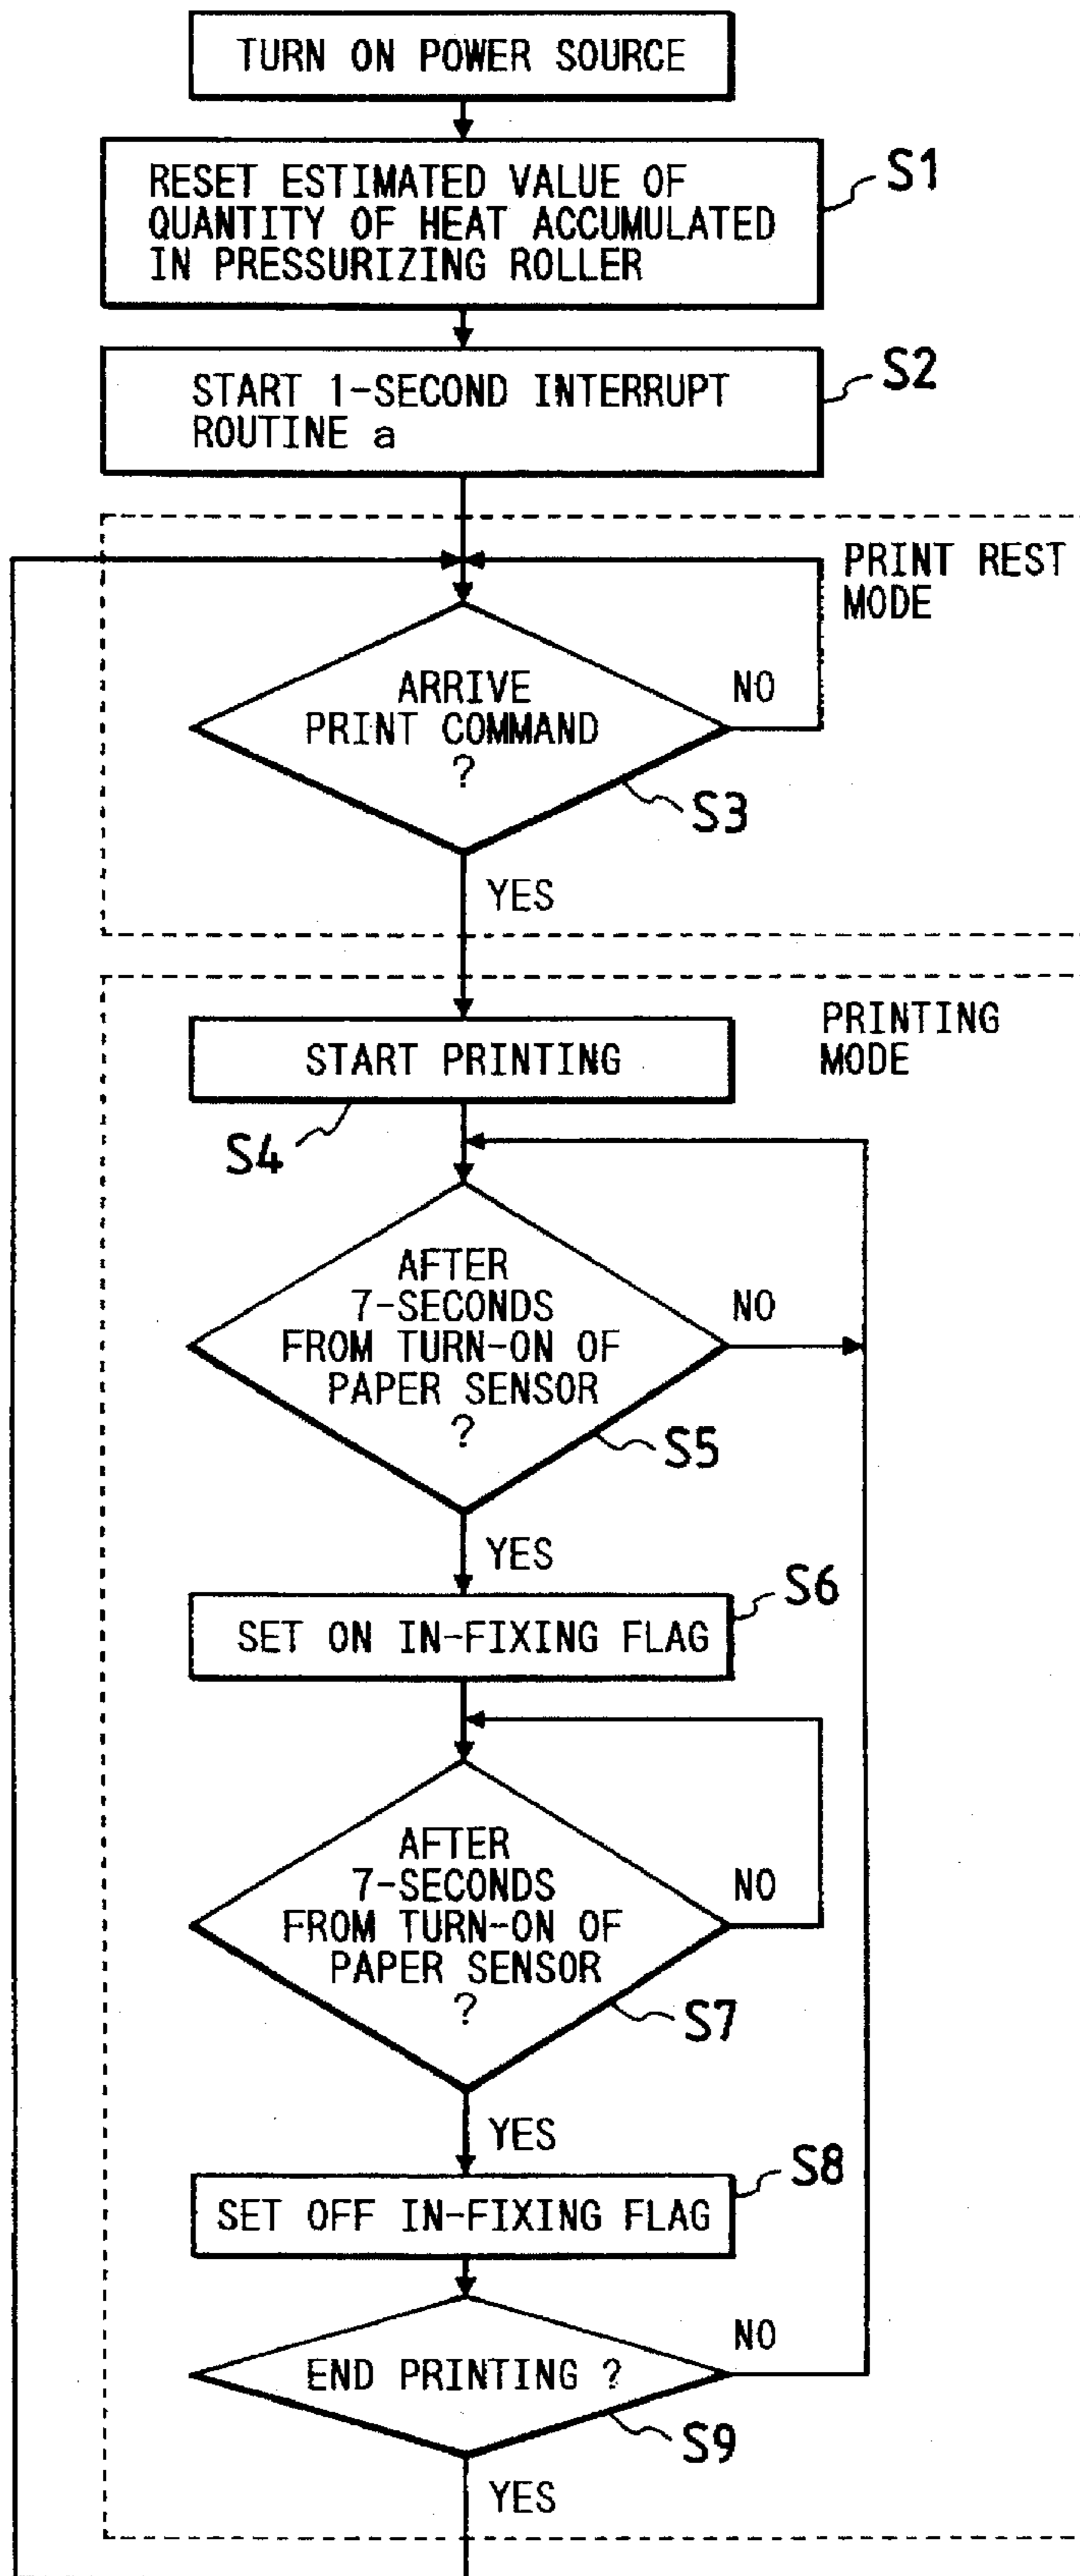 TURN ON POWER SOURCE
RESET ESTIMATED VALUE OF
QUANTITY OF HEAT ACCUMULATED
IN PRESSURIZING ROLLER
S1
START 1-SECOND INTERRUPT
ROUTINE a
S2
PRINT REST
MODE
ARRIVE
PRINT COMMAND
?
NO
S3
YES
PRINTING
MODE
START PRINTING
S4
AFTER
7-SECONDS
FROM TURN-ON OF
PAPER SENSOR
?
NO
S5
YES
S6
SET ON IN-FIXING FLAG
AFTER
7-SECONDS
FROM TURN-ON OF
PAPER SENSOR
?
NO
S7
YES
S8
SET OFF IN-FIXING FLAG
END PRINTING ?
NO
S9
YES